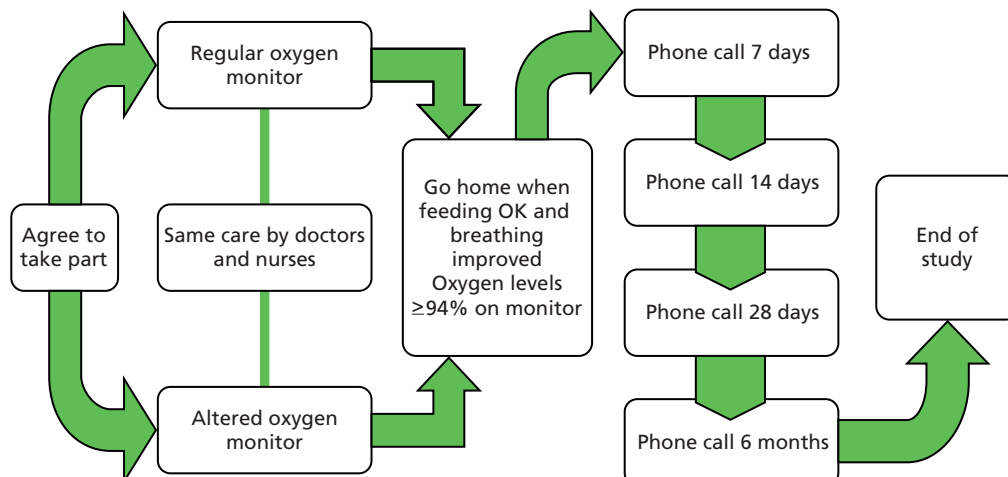 Agree to
take part
Regular oxygen
monitor
Same care by doctors
and nurses
Altered oxygen
monitor
Go home when
feeding OK and
breathing
improved
Oxygen levels
≥94% on monitor
Phone call 7 days
Phone call 14 days
Phone call 28 days
Phone call 6 months
End of
study